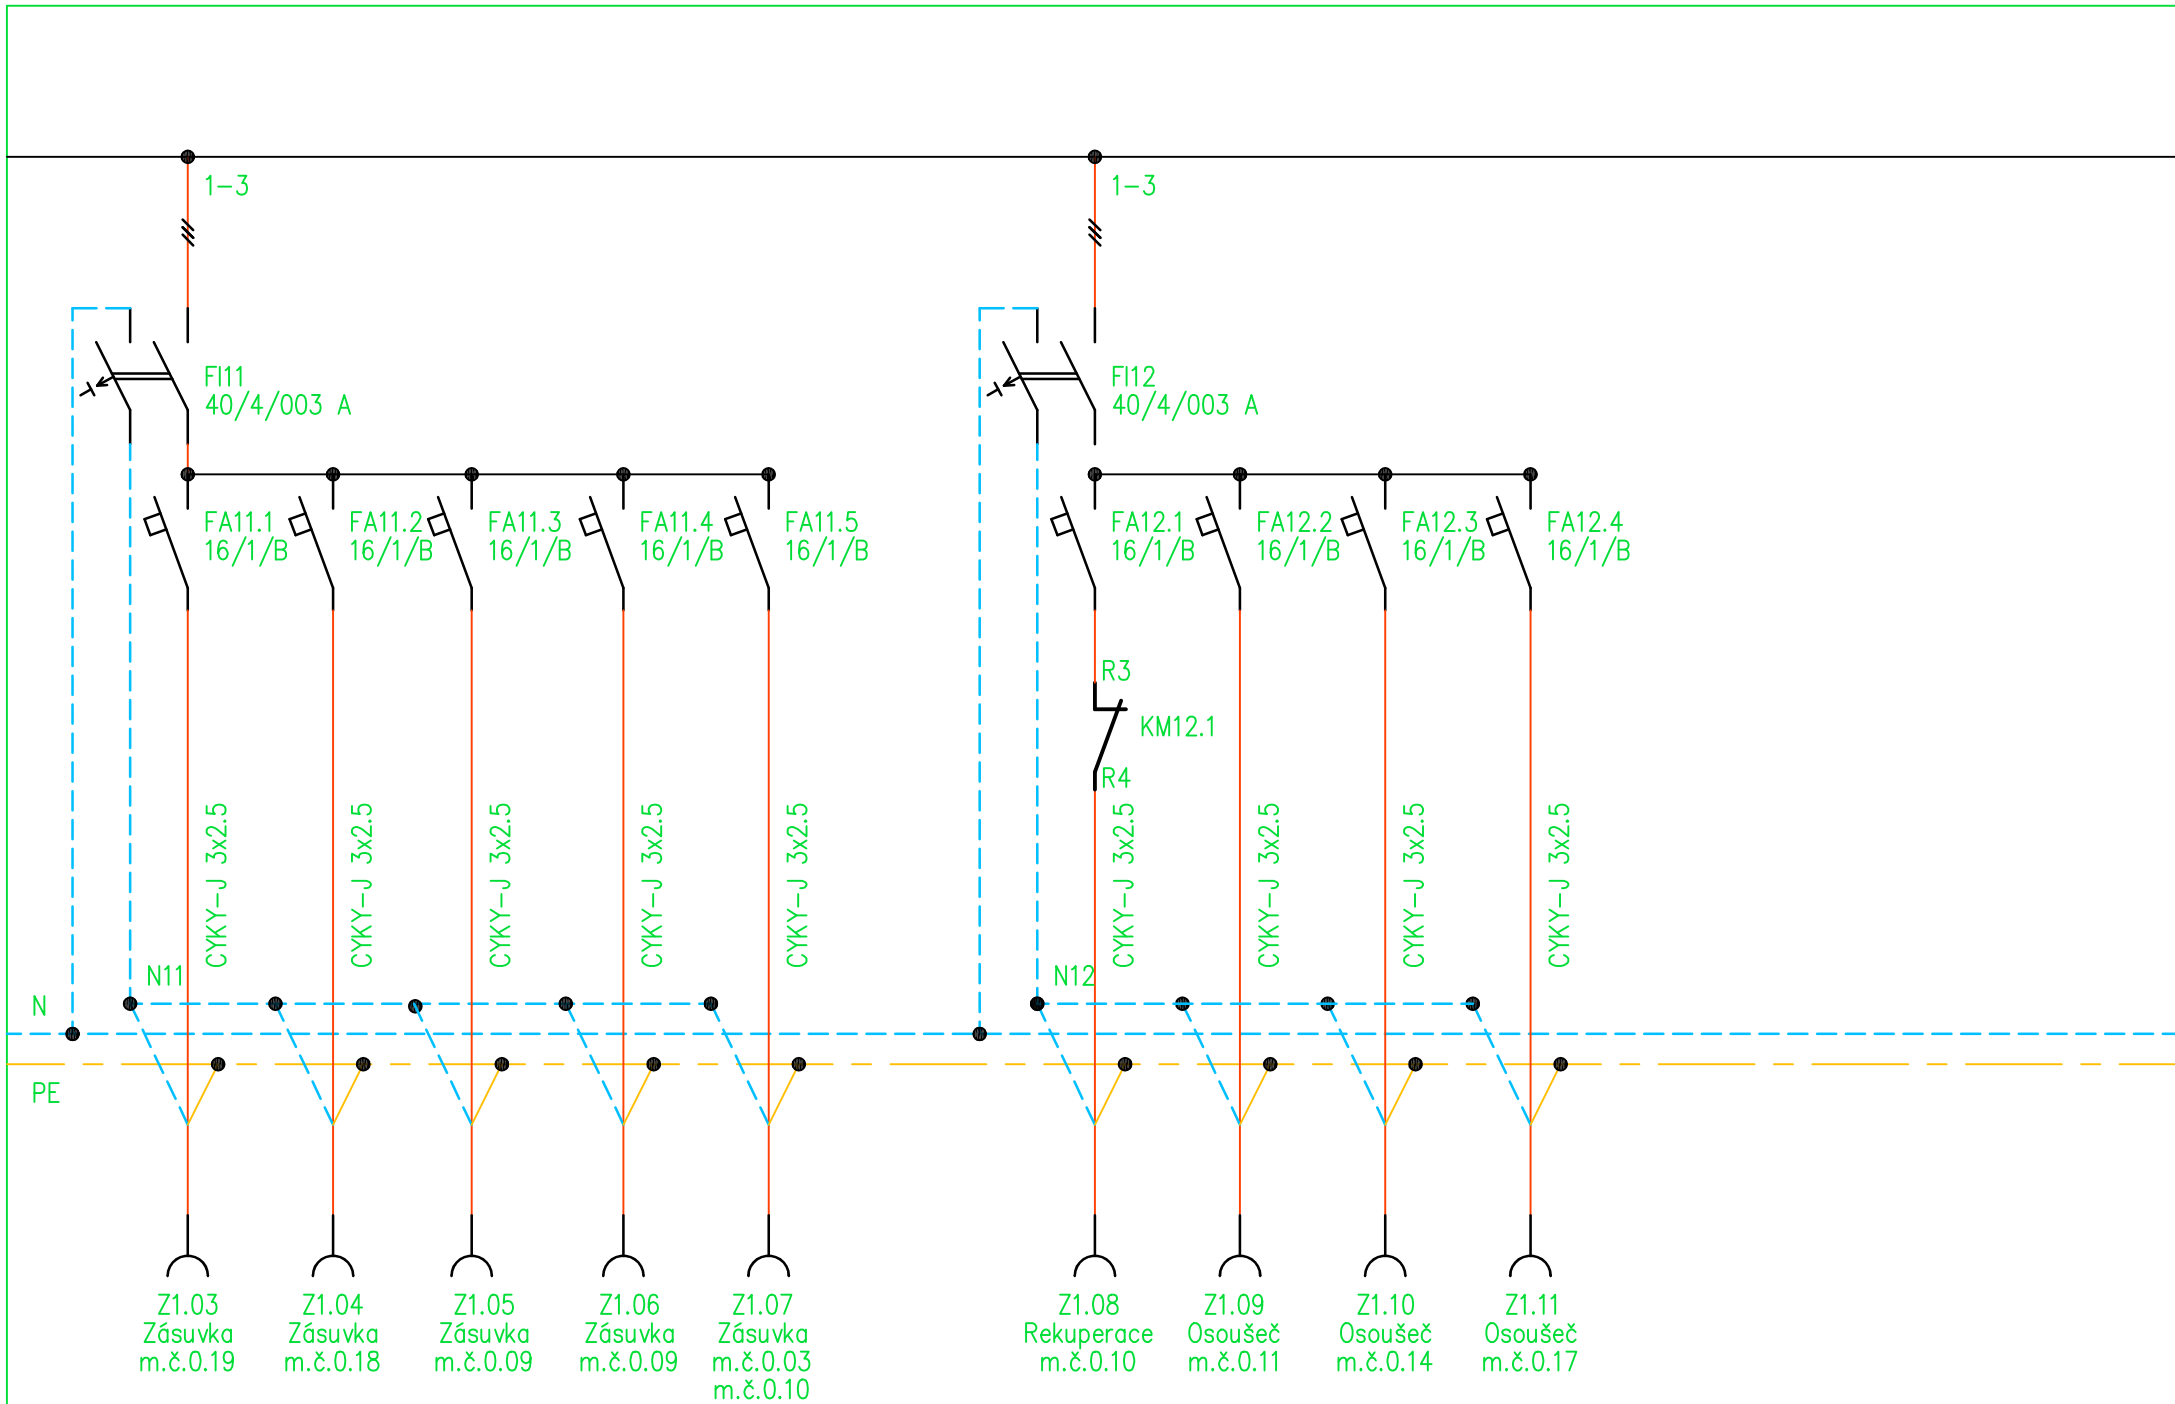 1-3
1-3
FI11
40/4/003 A
FI12
40/4/003 A
FA11.1
16/1/B
FA11.2
16/1/B
FA11.3
16/1/B
FA11.4
16/1/B
FA11.5
16/1/B
FA12.1
16/1/B
FA12.2
16/1/B
FA12.3
16/1/B
FA12.4
16/1/B
R3
KM12.1
R4
CYKY-J 3x2.5
CYKY-J 3x2.5
CYKY-J 3x2.5
CYKY-J 3x2.5
CYKY-J 3x2.5
CYKY-J 3x2.5
CYKY-J 3x2.5
CYKY-J 3x2.5
CYKY-J 3x2.5
N11
N12
N
PE
Z1.03
Zásuvka
m.č.0.19
Z1.04
Zásuvka
m.č.0.18
Z1.05
Zásuvka
m.č.0.09
Z1.06
Zásuvka
m.č.0.09
Z1.07
Zásuvka
m.č.0.03
m.č.0.10
Z1.08
Rekuperace
m.č.0.10
Z1.09
Osoušeč
m.č.0.11
Z1.10
Osoušeč
m.č.0.14
Z1.11
Osoušeč
m.č.0.17